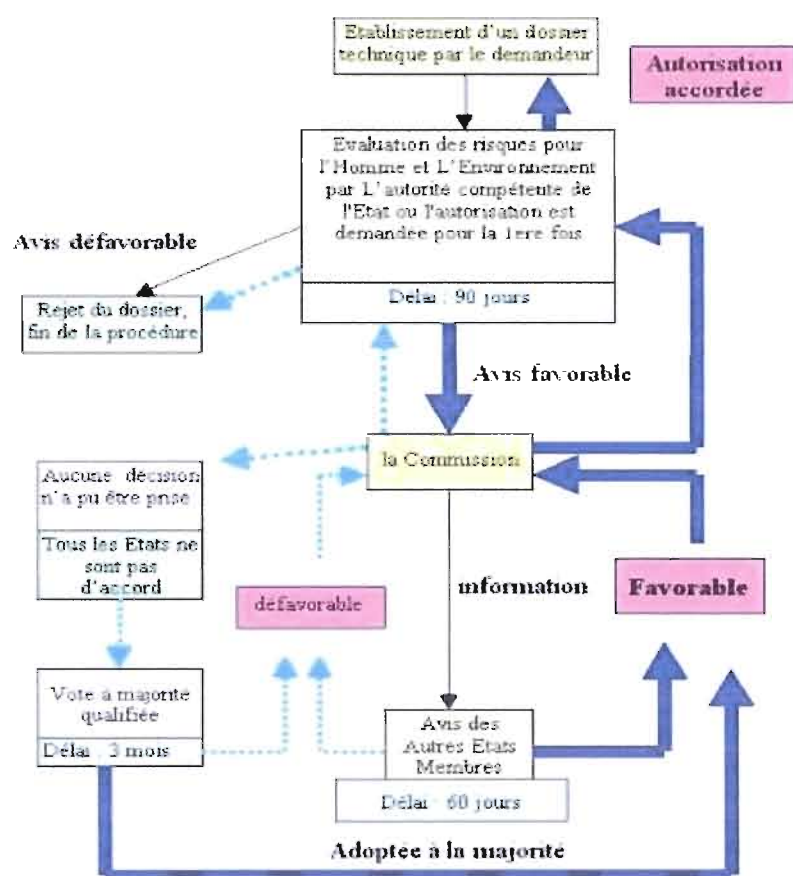 Etablissement d'un dossier
technique par le demandeur
Autorisation
accordée
Evaluation des risques pour
l'Homme et L'Environnement
par L'autorité compétente de
l'Etat ou l'autorisation est
demandée pour la 1ere fois
Délai : 90 jours
Avis défavorable
Rejet du dossier,
fin de la procédure
Avis favorable
la Commission
Aucune décision
n'a pu être prise
Tous les Etats ne
sont pas
d'accord
défavorable
information
Favorable
Vote à majorité
qualifiée
Délai : 3 mois
Avis des
Autres Etats
Membres
Délai : 60 jours
Adoptée à la majorité